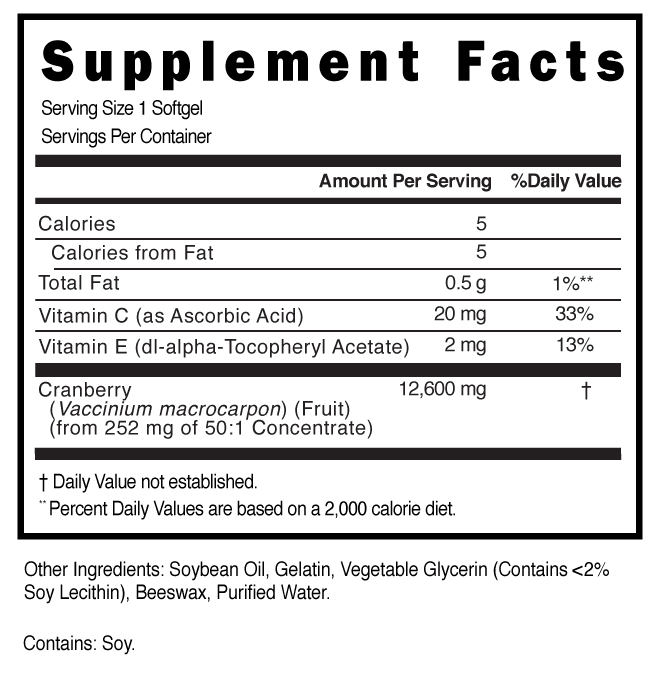 Supplement Facts
Serving Size 1 Softgel
Servings Per Container
Amount Per Serving %Daily Value
Calories 5
Calories from Fat 5
Total Fat 0.5 g 1%**
Vitamin C (as Ascorbic Acid) 20 mg 33%
Vitamin E (dl-alpha-Tocopheryl Acetate) 2 mg 13%
Cranberry 12,600 mg †
(Vaccinium macrocarpon) (Fruit)
(from 252 mg of 50:1 Concentrate)
† Daily Value not established.
** Percent Daily Values are based on a 2,000 calorie diet.
Other Ingredients: Soybean Oil, Gelatin, Vegetable Glycerin (Contains <2%
Soy Lecithin), Beeswax, Purified Water.
Contains: Soy.